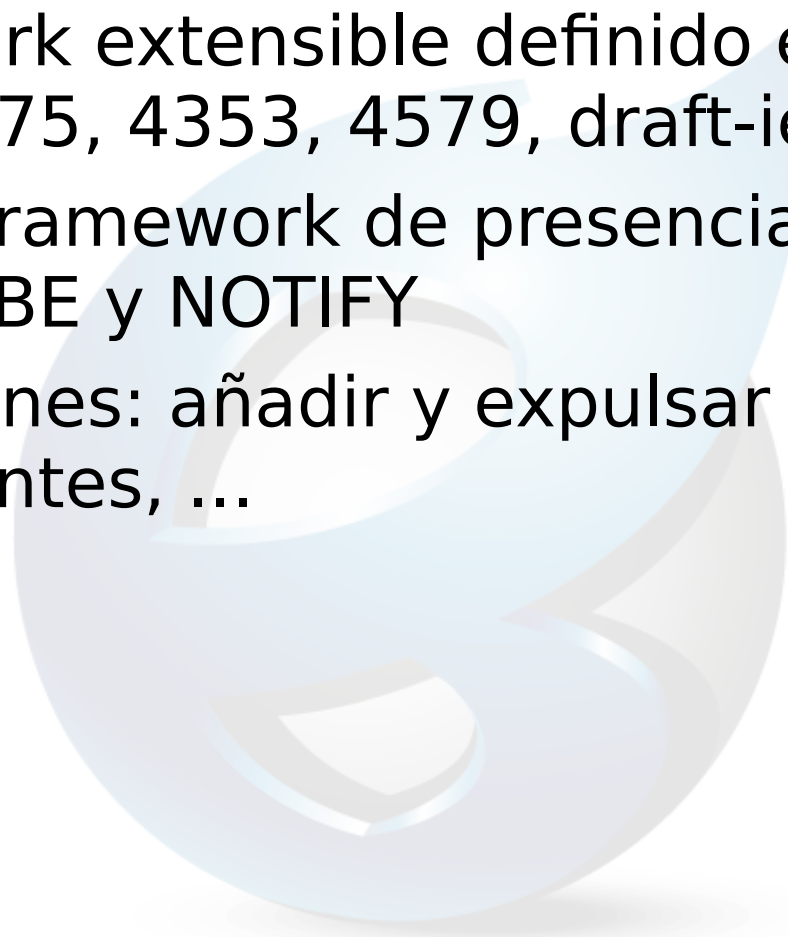 rk extensible definido e
75, 4353, 4579, draft-ie
ramework de presencia
BE y NOTIFY
nes: añadir y expulsar
ntes, ...